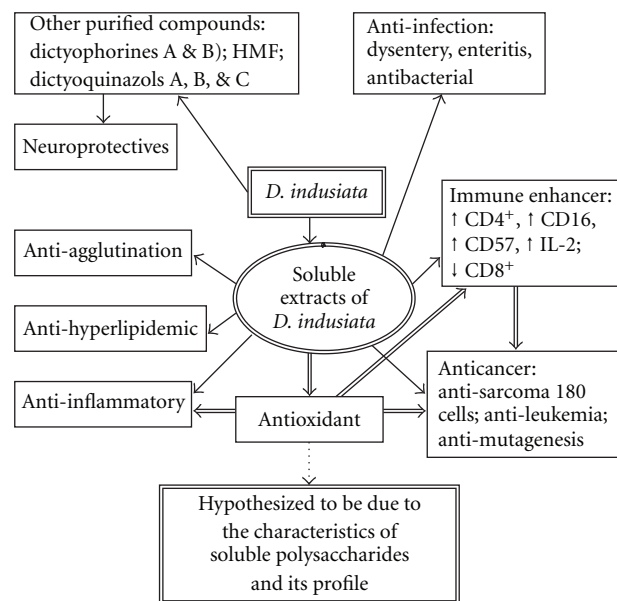 Other purified compounds:
dictyophorines A & B); HMF;
dictyoquinazols A, B, & C
Anti-infection:
dysentery, enteritis,
antibacterial
Neuroprotectives
D. indusiata
Immune enhancer:
↑ CD4⁺, ↑ CD16,
↑ CD57, ↑ IL-2;
↓ CD8⁺
Anti-agglutination
Soluble
extracts of
D. indusiata
Anti-hyperlipidemic
Anti-inflammatory
Antioxidant
Anticancer:
anti-sarcoma 180
cells; anti-leukemia;
anti-mutagenesis
Hypothesized to be due to
the characteristics of
soluble polysaccharides
and its profile